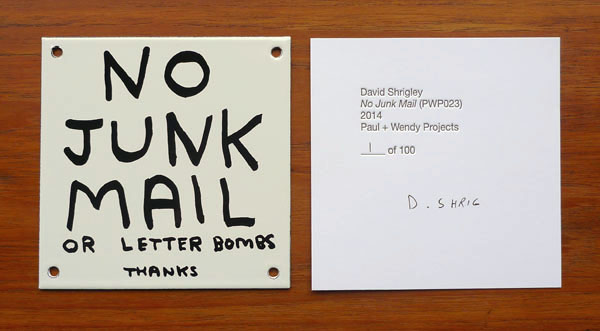 NO
JUNK
MAIL
OR LETTER BOMBS
THANKS
David Shrigley
No Junk Mail (PWP023)
2014
Paul + Wendy Projects
1 of 100
D. SHRIG